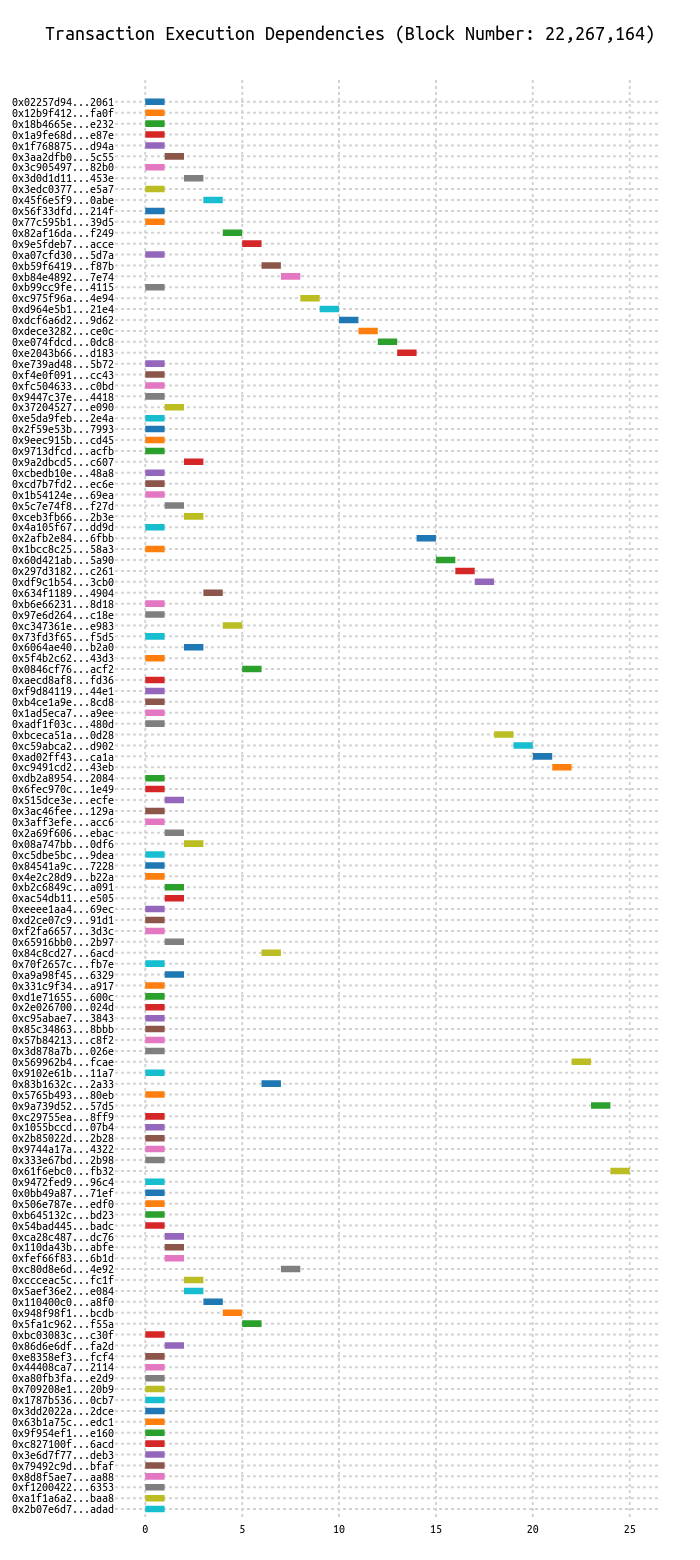 Transaction Execution Dependencies (Block Number: 22,267,164)
0x02257d94...2061
0x12b9f412...fa0f
0x18b4665e...e232
0x1a9fe68d...e87e
0x1f768875...d94a
0x3aa2dfb0...5c55
0x3c905497...82b0
0x3d0d1d11...453e
0x3edc0377...e5a7
0x45f6e5f9...0abe
0x56f33dfd...214f
0x77c595b1...39d5
0x82af16da...f249
0x9e5fdeb7...acce
0xa07cfd30...5d7a
0xb59f6419...f87b
0xb84e4892...7e74
0xb99cc9fe...4115
0xc975f96a...4e94
0xd964e5b1...21e4
0xdcf6a6d2...9d62
0xdece3282...ce0c
0xe074fdcd...0dc8
0xe2043b66...d183
0xe739ad48...5b72
0xf4e0f091...cc43
0xfc504633...c0bd
0x9447c37e...4418
0x37204527...e090
0xe5da9feb...2e4a
0x2f59e53b...7993
0x9eec915b...cd45
0x9713dfcd...acfb
0x9a2dbcd5...c607
0xcbedb10e...48a8
0xcd7b7fd2...ec6e
0x1b54124e...69ea
0x5c7e74f8...f27d
0xceb3fb66...2b3e
0x4a105f67...dd9d
0x2afb2e84...6fbb
0x1bcc8c25...58a3
0x60d421ab...5a90
0x297d3182...c261
0xdf9c1b54...3cb0
0x634f1189...4904
0xb6e66231...8d18
0x97e6d264...c18e
0xc347361e...e983
0x73fd3f65...f5d5
0x6064ae40...b2a0
0x5f4b2c62...43d3
0x0846cf76...acf2
0xaecd8af8...fd36
0xf9d84119...44e1
0xb4ce1a9e...8cd8
0x1ad5eca7...a9ee
0xadf1f03c...480d
0xbceca51a...0d28
0xc59abca2...d902
0xad02ff43...ca1a
0xc9491cd2...43eb
0xdb2a8954...2084
0x6fec970c...1e49
0x515dce3e...ecfe
0x3ac46fee...129a
0x3aff3efe...acc6
0x2a69f606...ebac
0x08a747bb...0df6
0xc5dbe5bc...9dea
0x84541a9c...7228
0x4e2c28d9...b22a
0xb2c6849c...a091
0xac54db11...e505
0xeeee1aa4...69ec
0xd2ce07c9...91d1
0xf2fa6657...3d3c
0x65916bb0...2b97
0x84c8cd27...6acd
0x70f2657c...fb7e
0xa9a98f45...6329
0x331c9f34...a917
0xd1e71655...600c
0x2e026700...024d
0xc95abae7...3843
0x85c34863...8bbb
0x57b84213...c8f2
0x3d878a7b...026e
0x569962b4...fcae
0x9102e61b...11a7
0x83b1632c...2a33
0x5765b493...80eb
0x9a739d52...57d5
0xc29755ea...8ff9
0x1055bccd...07b4
0x2b85022d...2b28
0x9744a17a...4322
0x333e67bd...2b98
0x61f6ebc0...fb32
0x9472fed9...96c4
0x0bb49a87...71ef
0x506e787e...edf0
0xb645132c...bd23
0x54bad445...badc
0xca28c487...dc76
0x110da43b...abfe
0xfef66f83...6b1d
0xc80d8e6d...4e92
0xccceac5c...fc1f
0x5aef36e2...e084
0x110400c0...a8f0
0x948f98f1...bcdb
0x5fa1c962...f55a
0xbc03083c...c30f
0x86d6e6df...fa2d
0xe8358ef3...fcf4
0x44408ca7...2114
0xa80fb3fa...e2d9
0x709208e1...20b9
0x1787b536...0cb7
0x3dd2022a...2dce
0x63b1a75c...edc1
0x9f954ef1...e160
0xc827100f...6acd
0x3e6d7f77...deb3
0x79492c9d...bfaf
0x8d8f5ae7...aa88
0xf1200422...6353
0xa1f1a6a2...baa8
0x2b07e6d7...adad
0 5 10 15 20 25